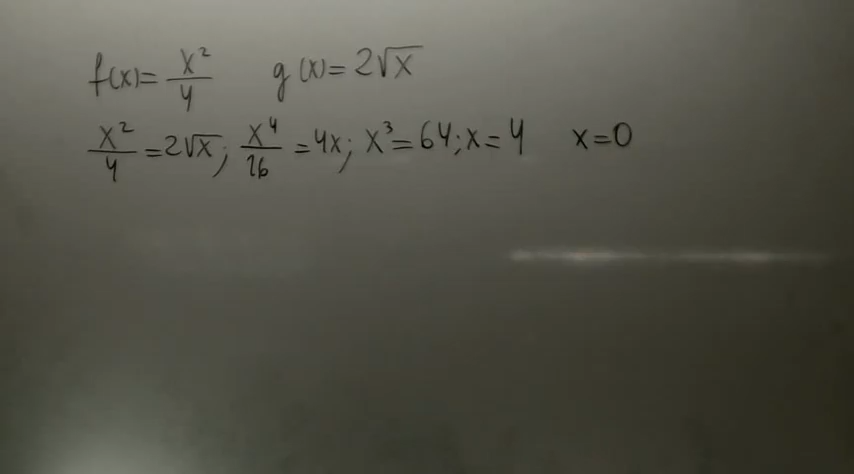 f(x)= x²/4 g(x)= 2√x
x²/4 =2√x; x⁴/16 =4x; x³=64; x=4 x=0